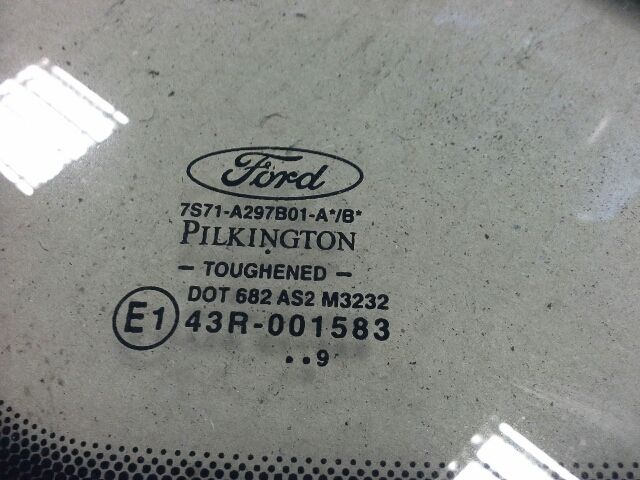 Ford
7S71-A297B01-A*/B*
PILKINGTON
- TOUGHENED -
DOT 682 AS2 M3232
E1 43R-001583
..9